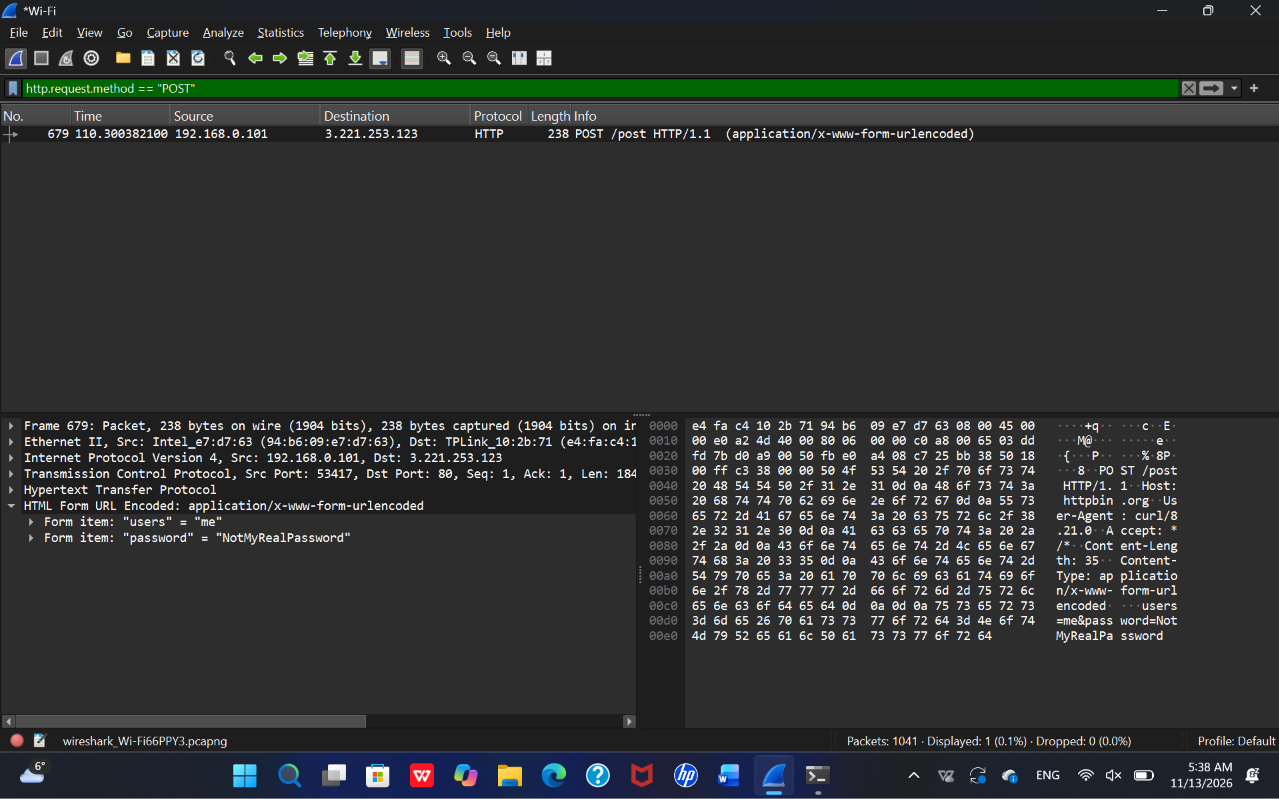 *Wi-Fi
File Edit View Go Capture Analyze Statistics Telephony Wireless Tools Help
http.request.method == "POST"
No. Time Source Destination Protocol Length Info
679 110.300382100 192.168.0.101 3.221.253.123 HTTP 238 POST /post HTTP/1.1 (application/x-www-form-urlencoded)
Frame 679: Packet, 238 bytes on wire (1904 bits), 238 bytes captured (1904 bits) on ir
Ethernet II, Src: Intel_e7:d7:63 (94:b6:09:e7:d7:63), Dst: TPLink_10:2b:71 (e4:fa:c4:1
Internet Protocol Version 4, Src: 192.168.0.101, Dst: 3.221.253.123
Transmission Control Protocol, Src Port: 53417, Dst Port: 80, Seq: 1, Ack: 1, Len: 184
Hypertext Transfer Protocol
HTML Form URL Encoded: application/x-www-form-urlencoded
Form item: "users" = "me"
Form item: "password" = "NotMyRealPassword"
0000 e4 fa c4 10 2b 71 94 b6 09 e7 d7 63 08 00 45 00 ····+q·· ···c··E·
0010 00 e0 a2 4d 40 00 80 06 00 00 c0 a8 00 65 03 dd ···M@··· ·····e··
0020 fd 7b d0 a9 00 50 fb e0 a4 08 c7 25 bb 38 50 18 ·{···P·· ···%·8P·
0030 00 ff c3 38 00 00 50 4f 53 54 20 2f 70 6f 73 74 ···8··PO ST /post
0040 20 48 54 54 50 2f 31 2e 31 0d 0a 48 6f 73 74 3a HTTP/1. 1··Host:
0050 20 68 74 74 70 62 69 6e 2e 6f 72 67 0d 0a 55 73 httpbin .org··Us
0060 65 72 2d 41 67 65 6e 74 3a 20 63 75 72 6c 2f 38 er-Agent : curl/8
0070 2e 32 31 2e 30 0d 0a 41 63 63 65 70 74 3a 20 2a .21.0··A ccept: *
0080 2f 2a 0d 0a 43 6f 6e 74 65 6e 74 2d 4c 65 6e 67 /*··Cont ent-Leng
0090 74 68 3a 20 33 35 0d 0a 43 6f 6e 74 65 6e 74 2d th: 35·· Content-
00a0 54 79 70 65 3a 20 61 70 70 6c 69 63 61 74 69 6f Type: ap plicatio
00b0 6e 2f 78 2d 77 77 77 2d 66 6f 72 6d 2d 75 72 6c n/x-www- form-url
00c0 65 6e 63 6f 64 65 64 0d 0a 0d 0a 75 73 65 72 73 encoded· ···users
00d0 3d 6d 65 26 70 61 73 73 77 6f 72 64 3d 4e 6f 74 =me&pass word=Not
00e0 4d 79 52 65 61 6c 50 61 73 73 77 6f 72 64 MyRealPa ssword
wireshark_Wi-Fi66PPY3.pcapng Packets: 1041 · Displayed: 1 (0.1%) · Dropped: 0 (0.0%) Profile: Default
6° ENG 5:38 AM
11/13/2026